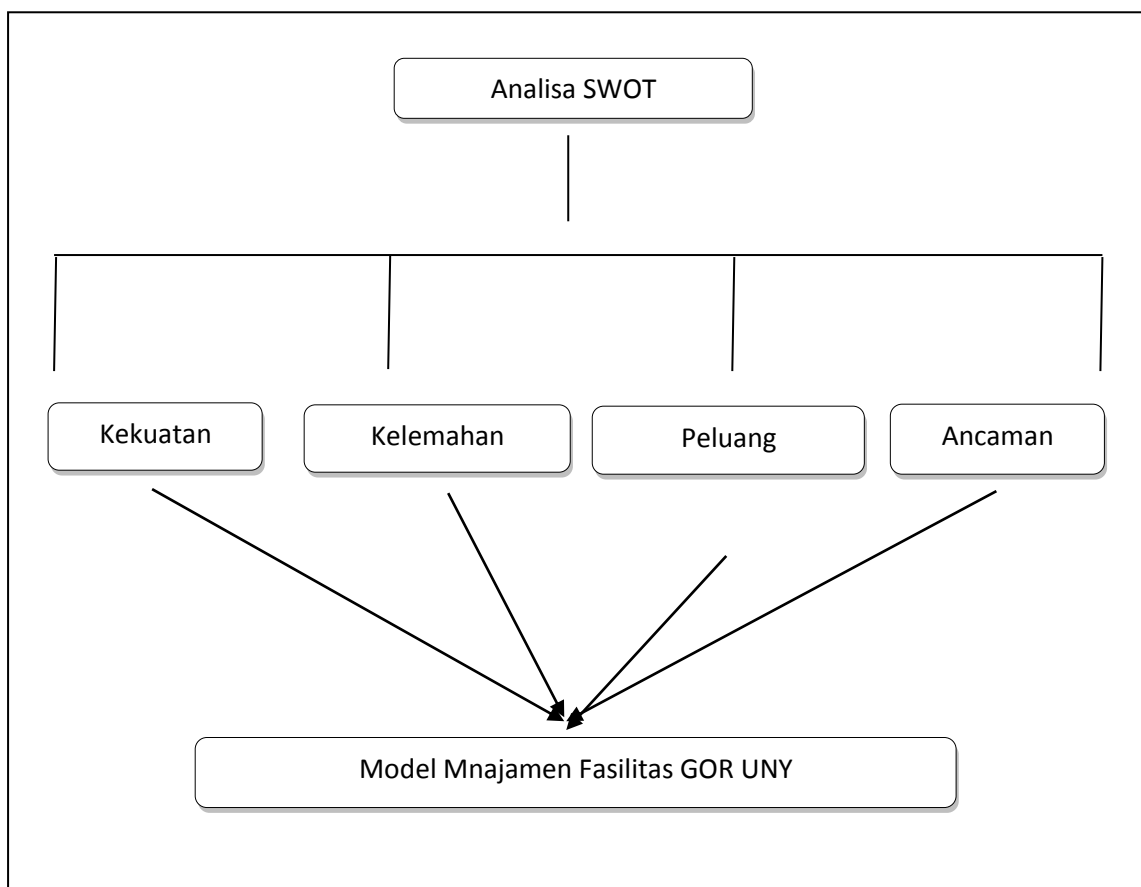 Analisa SWOT
Kekuatan
Kelemahan
Peluang
Ancaman
Model Mnajamen Fasilitas GOR UNY